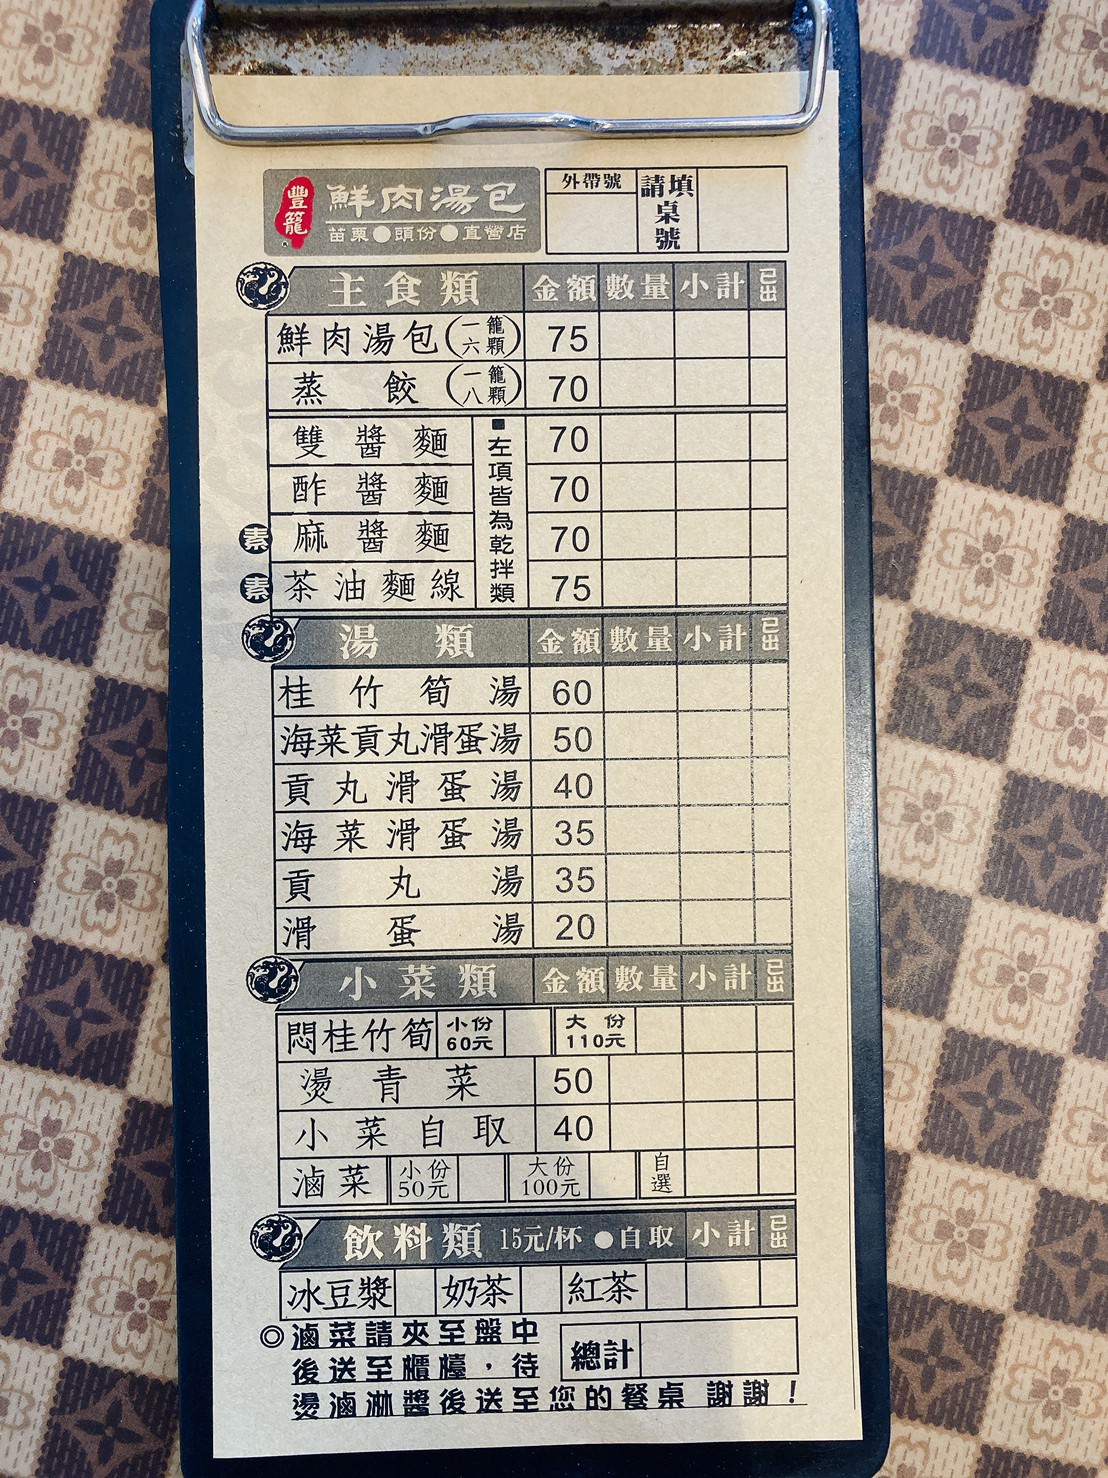 豐籠 鮮肉湯包
苗栗●頭份●直營店
外帶號 請填桌號
主食類 金額 數量 小計 已出
鮮肉湯包(一籠六顆) 75
蒸餃(一籠八顆) 70
雙醬麵 70
酢醬麵 70
素 麻醬麵 70
素 茶油麵線 75
■左項皆為乾拌類
湯類 金額 數量 小計 已出
桂竹筍湯 60
海菜貢丸滑蛋湯 50
貢丸滑蛋湯 40
海菜滑蛋湯 35
貢丸湯 35
滑蛋湯 20
小菜類 金額 數量 小計 已出
悶桂竹筍 小份60元 大份110元
燙青菜 50
小菜自取 40
滷菜 小份50元 大份100元 自選
飲料類 15元/杯 ●自取 小計 已出
冰豆漿 奶茶 紅茶
◎滷菜請夾至盤中
後送至櫃檯，待
燙滷淋醬後送至您的餐桌 謝謝！
總計